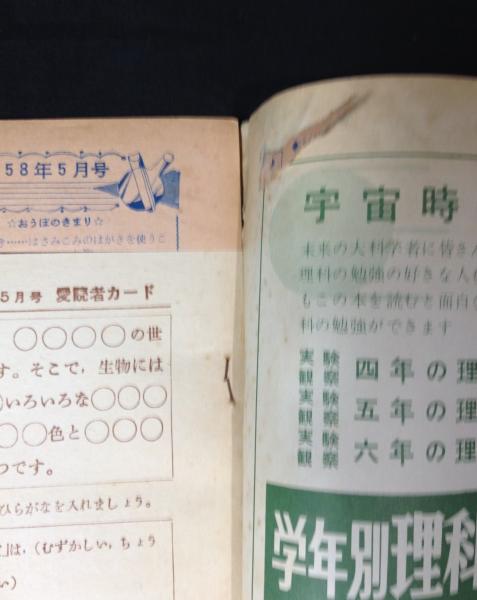 58年5月号
☆おうぼのきまり☆
……はさみこみのはがきを使うこ
5月号 愛読者カード
○○○○の世
す。そこで，生物には
いろいろな○○○
○○色と○○○
つです。
ひらがなを入れましょう。
」は，（むずかしい，ちょう
い）
宇宙時
未来の大科学者に皆さん
理科の勉強の好きな人
もこの本を読むと面白
科の勉強ができます
実験観察 四年の理
実験観察 五年の理
実験観察 六年の理
学年別理科